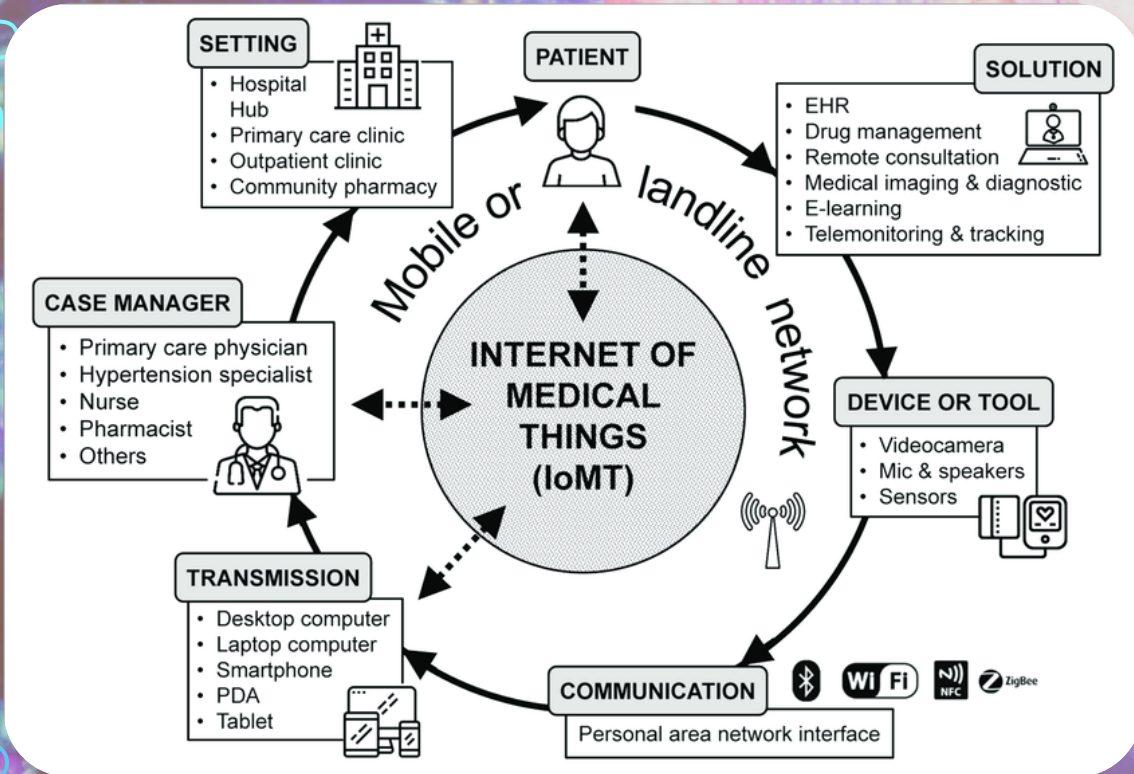 SETTING
• Hospital
Hub
• Primary care clinic
• Outpatient clinic
• Community pharmacy
PATIENT
SOLUTION
• EHR
• Drug management
• Remote consultation
• Medical imaging & diagnostic
• E-learning
• Telemonitoring & tracking
Mobile or landline network
CASE MANAGER
• Primary care physician
• Hypertension specialist
• Nurse
• Pharmacist
• Others
INTERNET OF
MEDICAL
THINGS
(IoMT)
DEVICE OR TOOL
• Videocamera
• Mic & speakers
• Sensors
TRANSMISSION
• Desktop computer
• Laptop computer
• Smartphone
• PDA
• Tablet
COMMUNICATION
Personal area network interface
Wi Fi
N
NFC
Z ZigBee